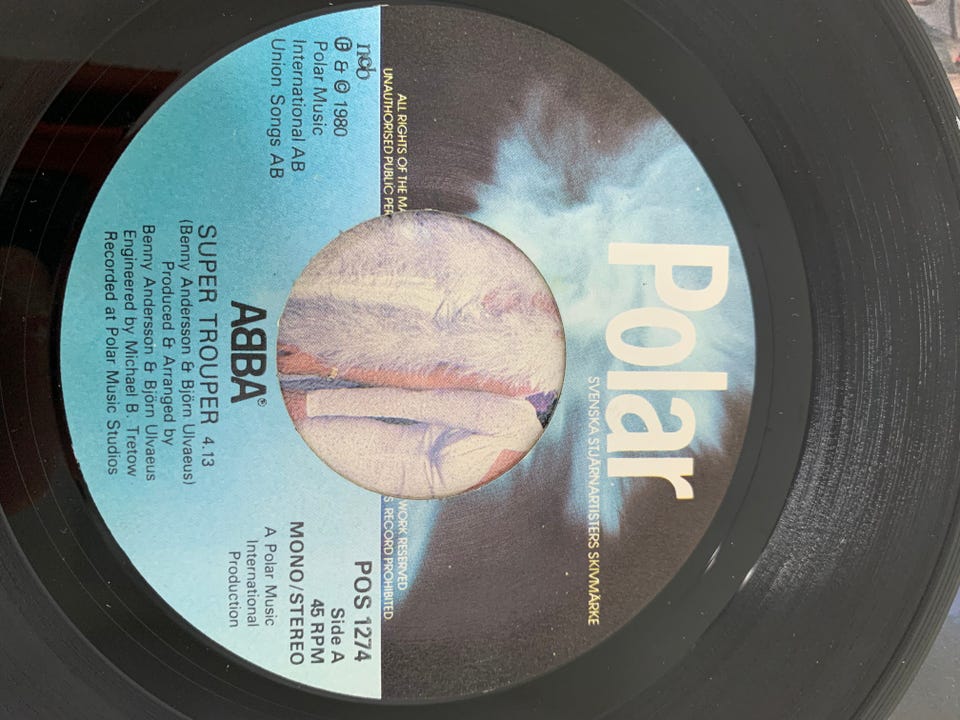 Polar
SVENSKA STJÄRNARTISTERS SKIVMÄRKE
ALL RIGHTS OF THE WORK RESERVED
UNAUTHORISED PUBLIC RECORD PROHIBITED.
ncb
℗ & © 1980
Polar Music
International AB
Union Songs AB
POS 1274
Side A
45 RPM
MONO/STEREO
A Polar Music
International
Production
ABBA®
SUPER TROUPER 4.13
(Benny Andersson & Björn Ulvaeus)
Produced & Arranged by
Benny Andersson & Björn Ulvaeus
Engineered by Michael B. Tretow
Recorded at Polar Music Studios